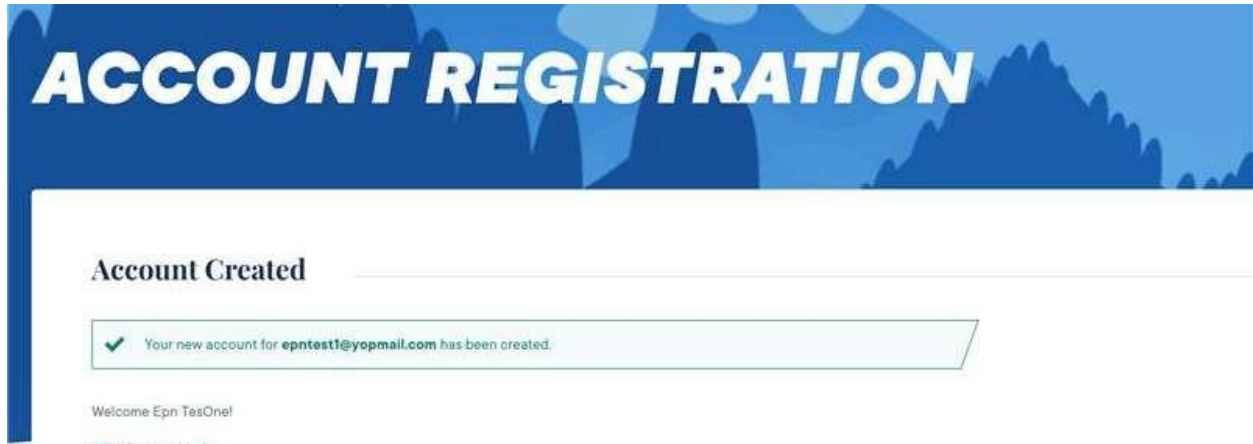 ACCOUNT REGISTRATION
Account Created
Your new account for epntest1@yopmail.com has been created.
Welcome Epn TesOne!